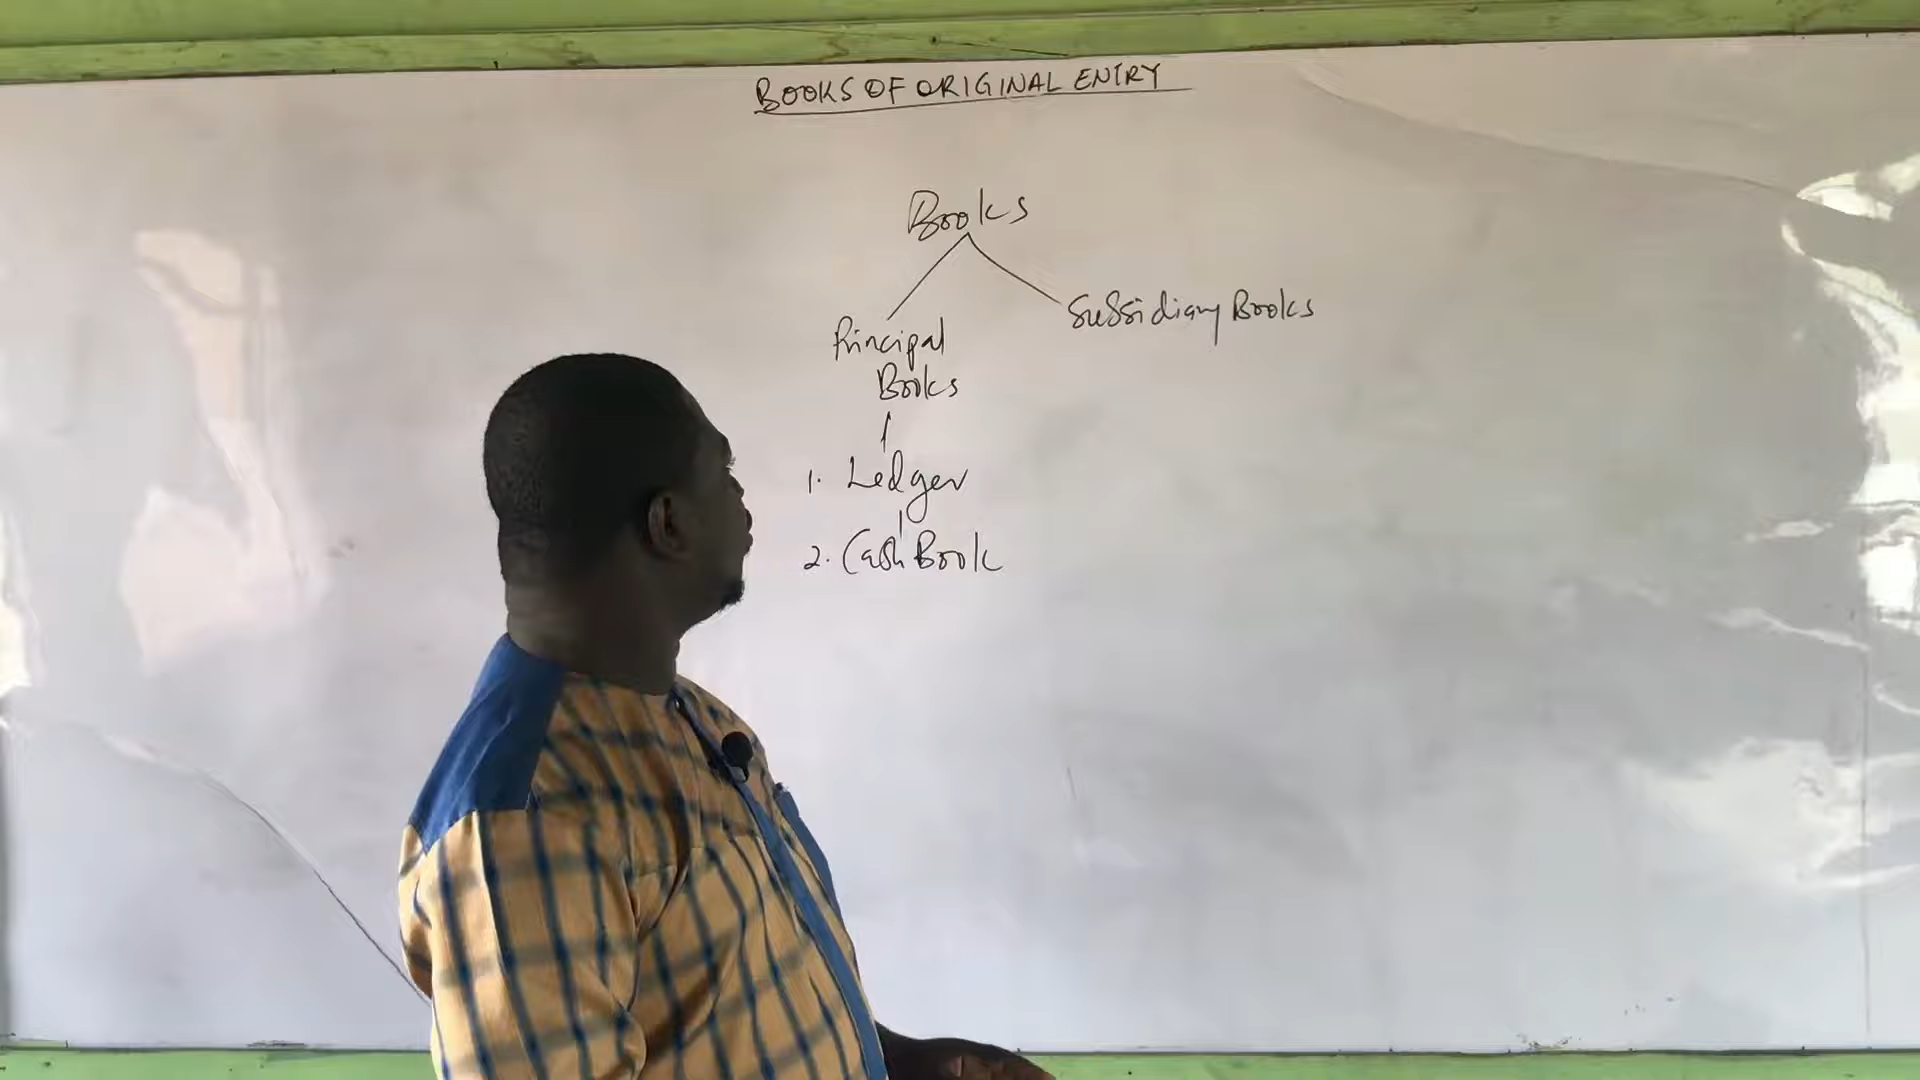 BOOKS OF ORIGINAL ENTRY
Books
Principal
Books
Subsidiary Books
1. Ledger
2. Cash Book